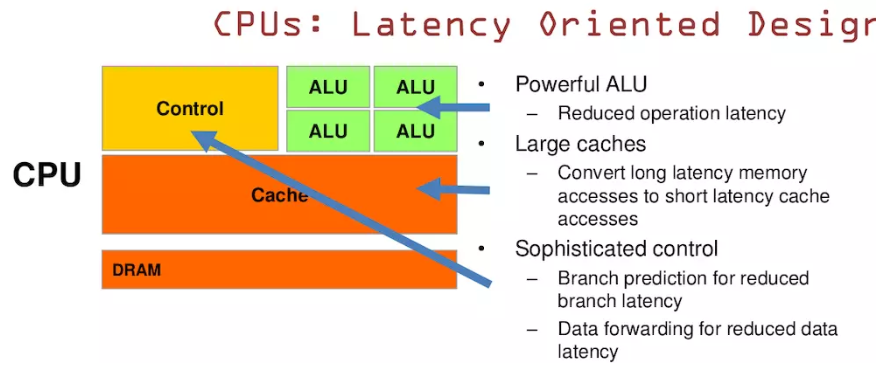 CPUs: Latency Oriented Design
Control
ALU
ALU
ALU
ALU
CPU
Cache
DRAM
• Powerful ALU
– Reduced operation latency
• Large caches
– Convert long latency memory
accesses to short latency cache
accesses
• Sophisticated control
– Branch prediction for reduced
branch latency
– Data forwarding for reduced data
latency